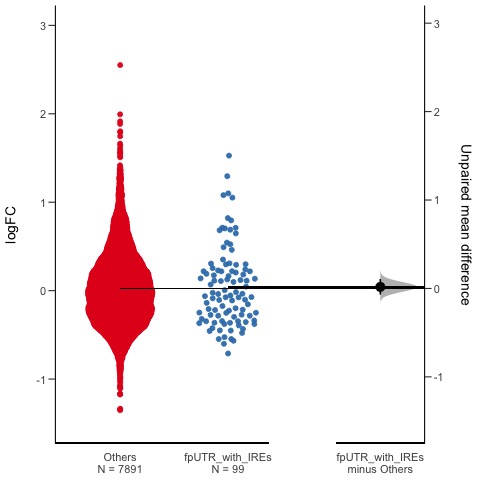 logFC
3
2
1
0
-1
3
2
1
0
-1
Unpaired mean difference
Others
N = 7891
fpUTR_with_IREs
N = 99
fpUTR_with_IREs
minus Others